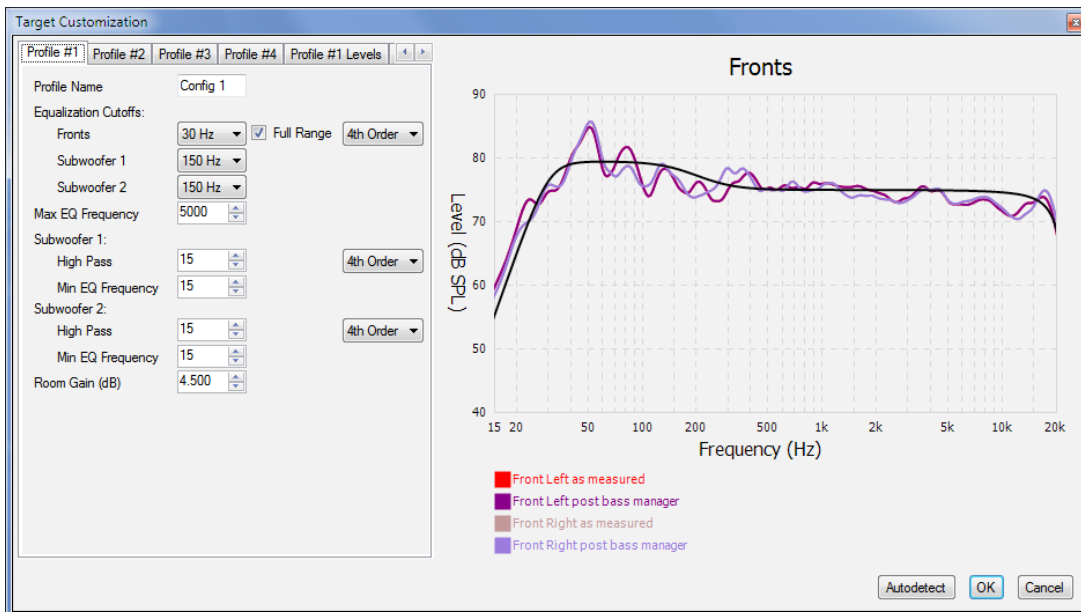 Target Customization
Profile #1 Profile #2 Profile #3 Profile #4 Profile #1 Levels
Profile Name Config 1
Equalization Cutoffs:
Fronts 30 Hz Full Range 4th Order
Subwoofer 1 150 Hz
Subwoofer 2 150 Hz
Max EQ Frequency 5000
Subwoofer 1:
High Pass 15 4th Order
Min EQ Frequency 15
Subwoofer 2:
High Pass 15 4th Order
Min EQ Frequency 15
Room Gain (dB) 4.500
Fronts
90
80
70
60
50
40
Level (dB SPL)
15 20 50 100 200 500 1k 2k 5k 10k 20k
Frequency (Hz)
Front Left as measured
Front Left post bass manager
Front Right as measured
Front Right post bass manager
Autodetect OK Cancel